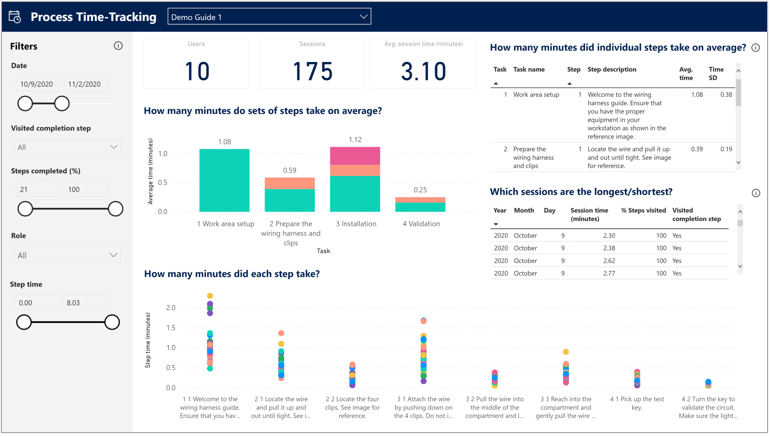 Process Time-Tracking
Demo Guide 1
Filters
Date
10/9/2020
11/2/2020
Visited completion step
All
Steps completed (%)
21
100
Role
All
Step time
0.00
8.03
Users
10
Sessions
175
Avg. session time (minutes)
3.10
How many minutes do sets of steps take on average?
Average time (minutes)
1.0
0.5
0.0
1.08
0.59
1.12
0.25
1 Work area setup
2 Prepare the
wiring harness and
clips
3 Installation
4 Validation
Task
How many minutes did individual steps take on average?
Task Task name Step Step description Avg. time Time SD
1 Work area setup 1 Welcome to the wiring 1.08 0.38
harness guide. Ensure that
you have the proper
equipment in your
workstation as shown in the
reference image.
2 Prepare the 1 Locate the wire and pull it up 0.39 0.19
wiring harness and out until tight. See image
and clips for reference.
Which sessions are the longest/shortest?
Year Month Day Session time (minutes) % Steps visited Visited completion step
2020 October 9 2.30 100 Yes
2020 October 9 2.38 100 Yes
2020 October 9 2.62 100 Yes
2020 October 9 2.77 100 Yes
How many minutes did each step take?
Step time (minutes)
2.0
1.5
1.0
0.5
0.0
1 1 Welcome to the
wiring harness guide.
Ensure that you hav...
2 1 Locate the wire
and pull it up and
out until tight. See i...
2 2 Locate the four
clips. See image for
reference.
3 1 Attach the wire
by pushing down on
the 4 clips. Do not i...
3 2 Pull the wire into
the middle of the
compartment and l...
3 3 Reach into the
compartment and
gently pull the wire ...
4 1 Pick up the test
key.
4 2 Turn the key to
validate the circuit.
Make sure the light...